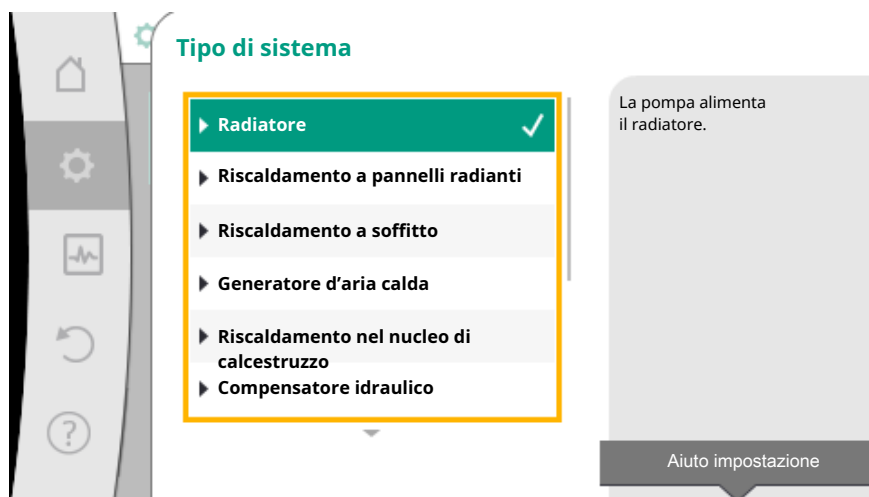 Tipo di sistema
Radiatore
Riscaldamento a pannelli radianti
Riscaldamento a soffitto
Generatore d’aria calda
Riscaldamento nel nucleo di
calcestruzzo
Compensatore idraulico
La pompa alimenta
il radiatore.
Aiuto impostazione